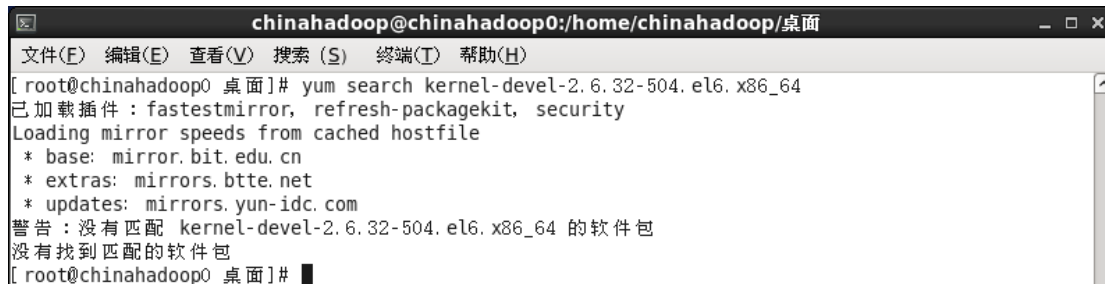 chinahadoop@chinahadoop0:/home/chinahadoop/桌面
文件(F) 编辑(E) 查看(V) 搜索 (S) 终端(T) 帮助(H)
[root@chinahadoop0 桌面]# yum search kernel-devel-2.6.32-504.el6.x86_64
已加载插件：fastestmirror, refresh-packagekit, security
Loading mirror speeds from cached hostfile
 * base: mirror.bit.edu.cn
 * extras: mirrors.btte.net
 * updates: mirrors.yun-idc.com
警告：没有匹配 kernel-devel-2.6.32-504.el6.x86_64 的软件包
没有找到匹配的软件包
[root@chinahadoop0 桌面]#